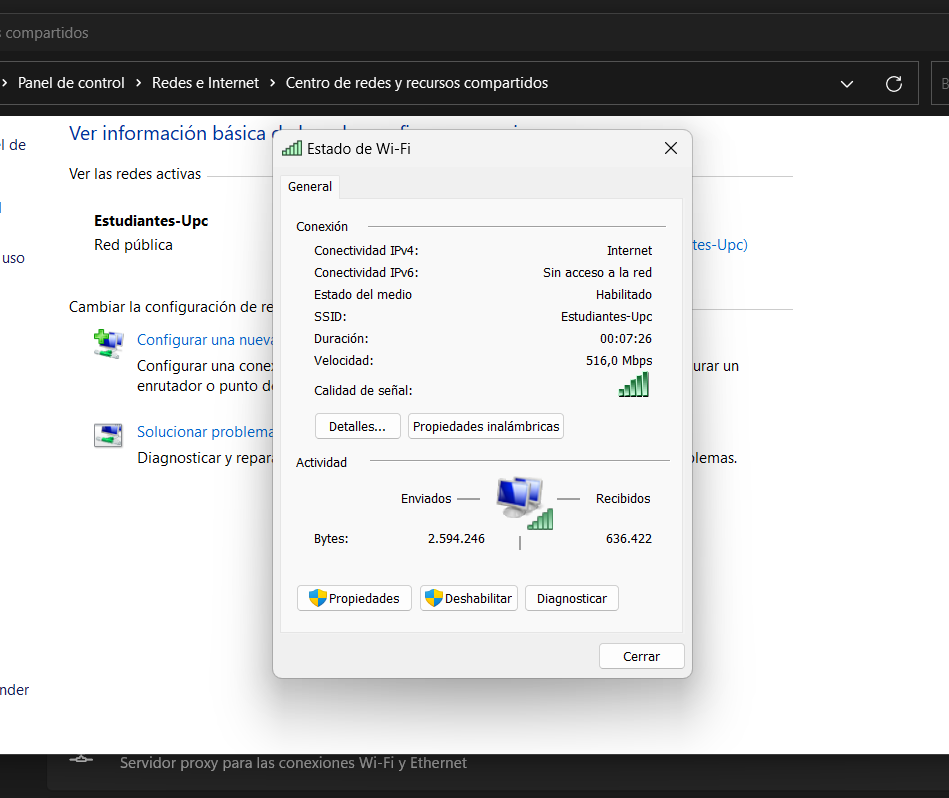 compartidos
Panel de control > Redes e Internet > Centro de redes y recursos compartidos
Ver información básica
l de
Ver las redes activas
Estudiantes-Upc
Red pública
tes-Upc)
uso
Cambiar la configuración de re
Configurar una nueva
Configurar una cone
urar un
enrutador o punto de
Solucionar problema
Diagnosticar y repara
lemas.
nder
Estado de Wi-Fi
General
Conexión
Conectividad IPv4: Internet
Conectividad IPv6: Sin acceso a la red
Estado del medio Habilitado
SSID: Estudiantes-Upc
Duración: 00:07:26
Velocidad: 516,0 Mbps
Calidad de señal:
Detalles... Propiedades inalámbricas
Actividad
Enviados Recibidos
Bytes: 2.594.246 636.422
Propiedades Deshabilitar Diagnosticar
Cerrar
Servidor proxy para las conexiones Wi-Fi y Ethernet